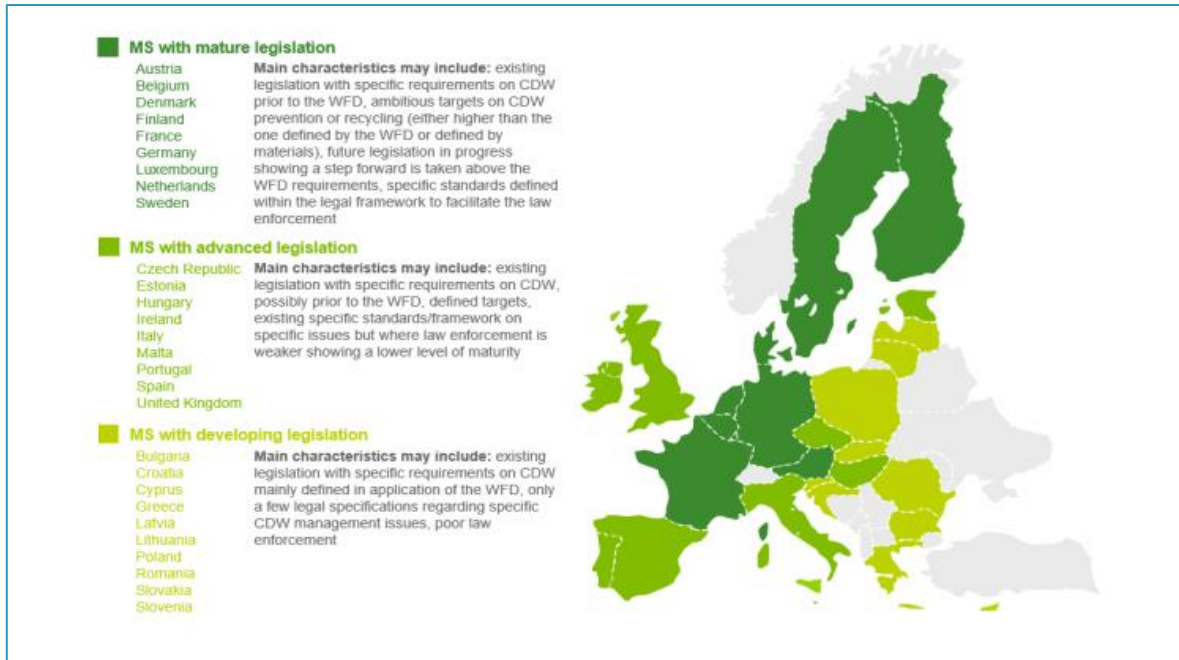 MS with mature legislation
Austria
Belgium
Denmark
Finland
France
Germany
Luxembourg
Netherlands
Sweden
Main characteristics may include: existing
legislation with specific requirements on CDW
prior to the WFD, ambitious targets on CDW
prevention or recycling (either higher than the
one defined by the WFD or defined by
materials), future legislation in progress
showing a step forward is taken above the
WFD requirements, specific standards defined
within the legal framework to facilitate the law
enforcement
MS with advanced legislation
Czech Republic
Estonia
Hungary
Ireland
Italy
Malta
Portugal
Spain
United Kingdom
Main characteristics may include: existing
legislation with specific requirements on CDW,
possibly prior to the WFD, defined targets,
existing specific standards/framework on
specific issues but where law enforcement is
weaker showing a lower level of maturity
MS with developing legislation
Bulgaria
Croatia
Cyprus
Greece
Latvia
Lithuania
Poland
Romania
Slovakia
Slovenia
Main characteristics may include: existing
legislation with specific requirements on CDW
mainly defined in application of the WFD, only
a few legal specifications regarding specific
CDW management issues, poor law
enforcement